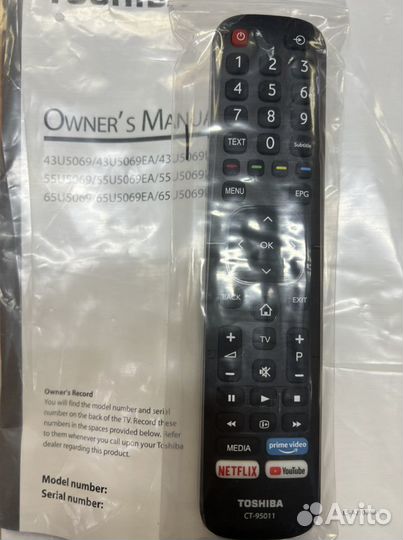 TOSHIBA
OWNER'S MANUAL
43U5069/43U5069EA/43U5069
55U5069/55U5069EA/55U5069
65U5069/65U5069EA/65U5069
Owner's Record
You will find the model number and serial
number on the back of the TV. Record these
numbers in the spaces provided below. Refer
to them whenever you call upon your Toshiba
dealer regarding this product.
Model number:
Serial number:
1 2 3
4 5 6
7 8 9
TEXT 0 Subtitle
MENU EPG
OK
BACK EXIT
+ TV +
P
- -
MEDIA prime video
NETFLIX YouTube
TOSHIBA
CT-95011
Avito